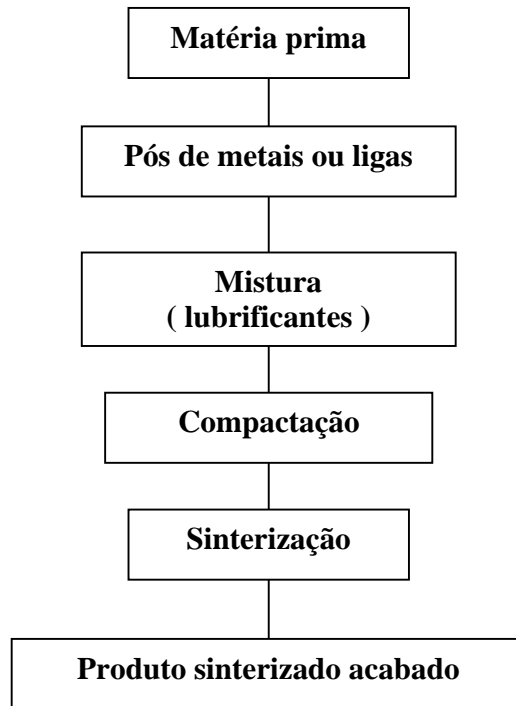 Matéria prima
Pós de metais ou ligas
Mistura
( lubrificantes )
Compactação
Sinterização
Produto sinterizado acabado